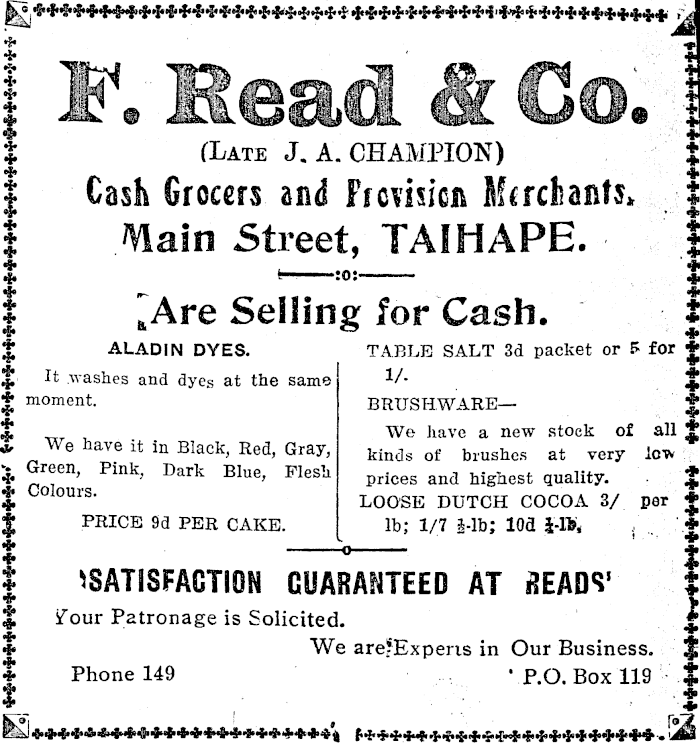 F. Read & Co.
(LATE J. A. CHAMPION)
Cash Grocers and Provision Merchants,
Main Street, TAIHAPE.
:o:
Are Selling for Cash.
ALADIN DYES.
It washes and dyes at the same
moment.
We have it in Black, Red, Gray,
Green, Pink, Dark Blue, Flesh
Colours.
PRICE 9d PER CAKE.
TABLE SALT 3d packet or 5 for
1/.
BRUSHWARE—
We have a new stock of all
kinds of brushes at very low
prices and highest quality.
LOOSE DUTCH COCOA 3/ per
lb; 1/7 ½-lb; 10d ¼-lb,
o
'SATISFACTION GUARANTEED AT READS'
Your Patronage is Solicited.
We are Experts in Our Business.
Phone 149
P.O. Box 119